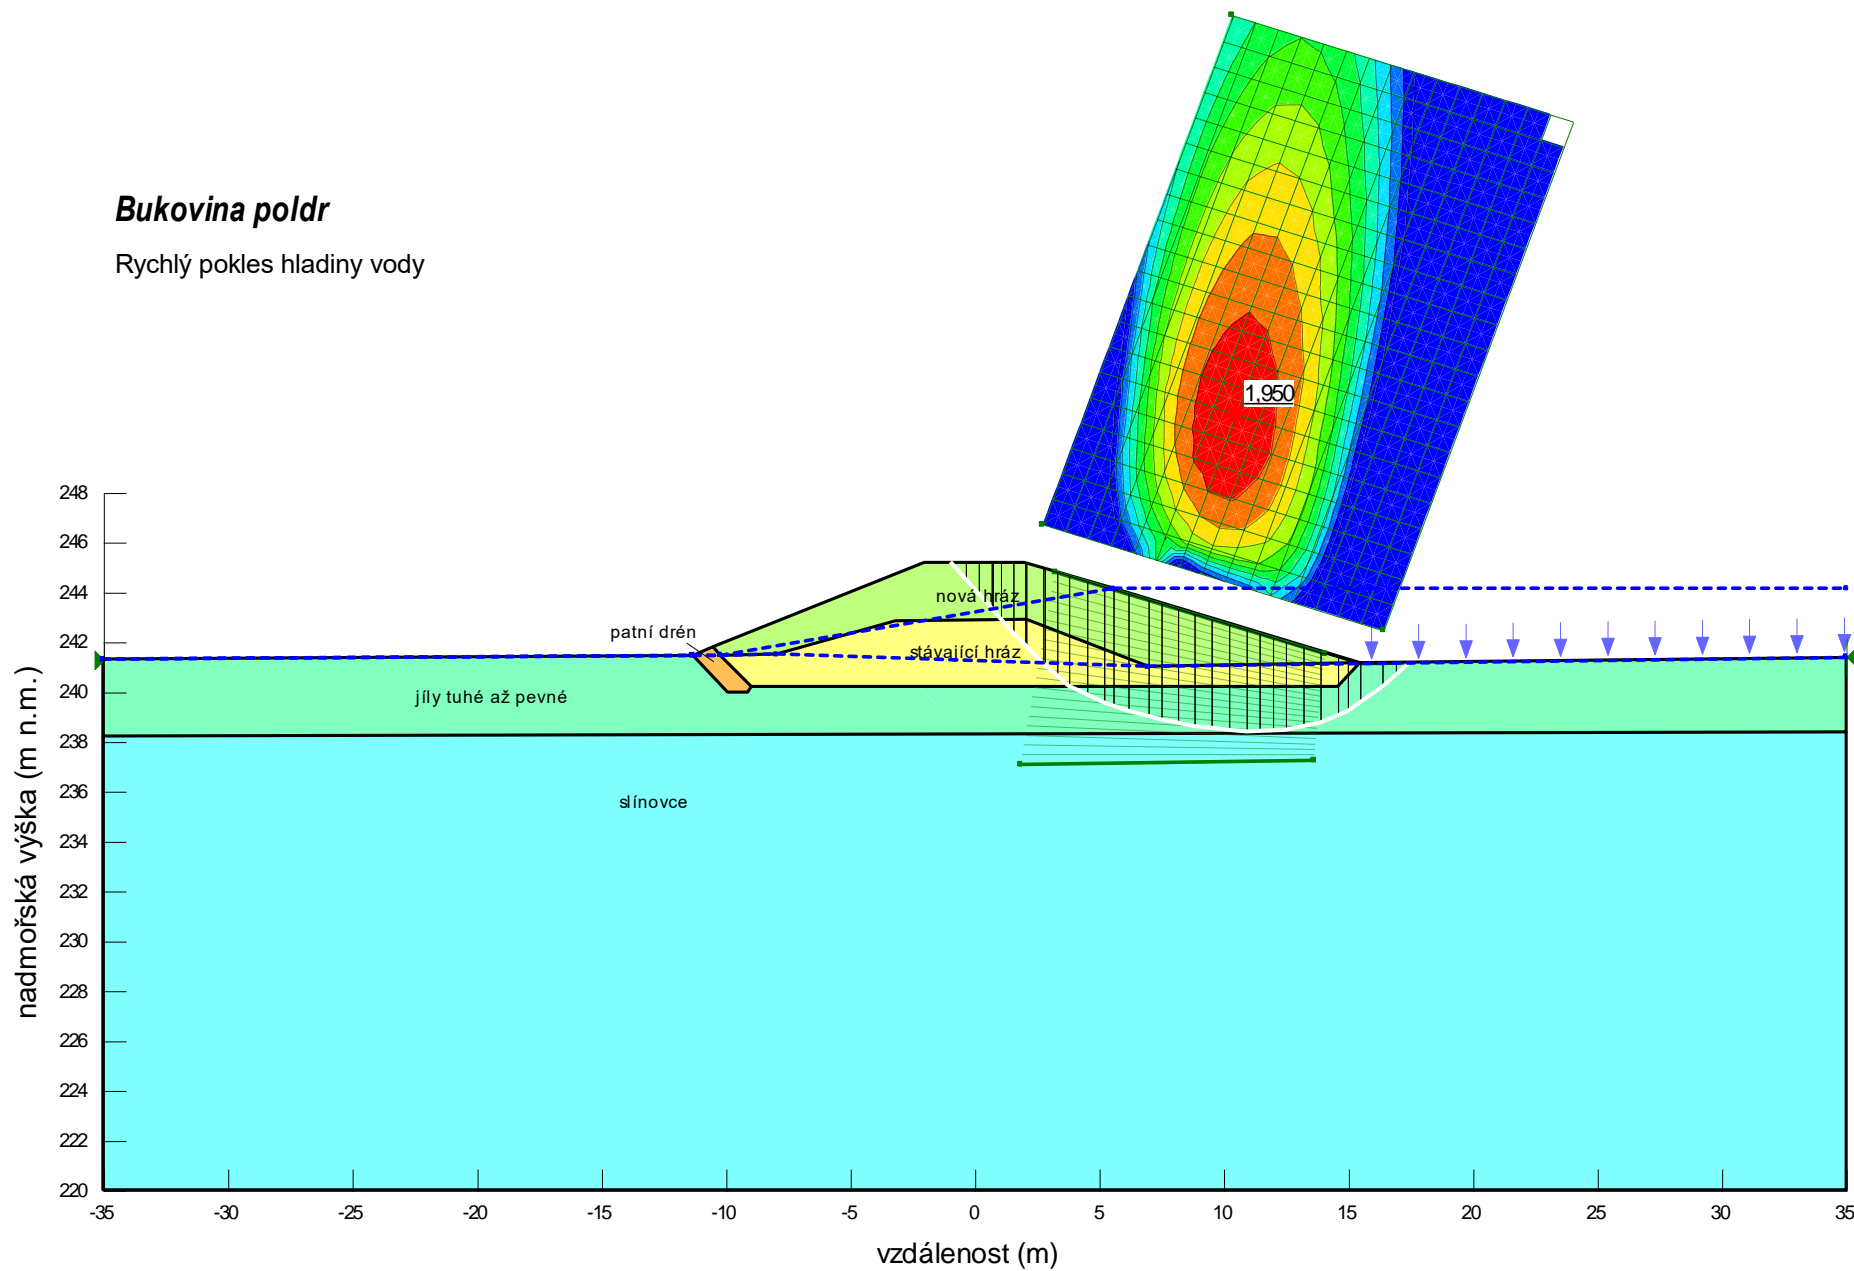 Bukovina poldr
Rychlý pokles hladiny vody
1,950
248
246
244
242
240
238
236
234
232
230
228
226
224
222
220
nadmořská výška (m n.m.)
nová hráz
patní drén
stávající hráz
jíly tuhé až pevné
slínovce
-35 -30 -25 -20 -15 -10 -5 0 5 10 15 20 25 30 35
vzdálenost (m)